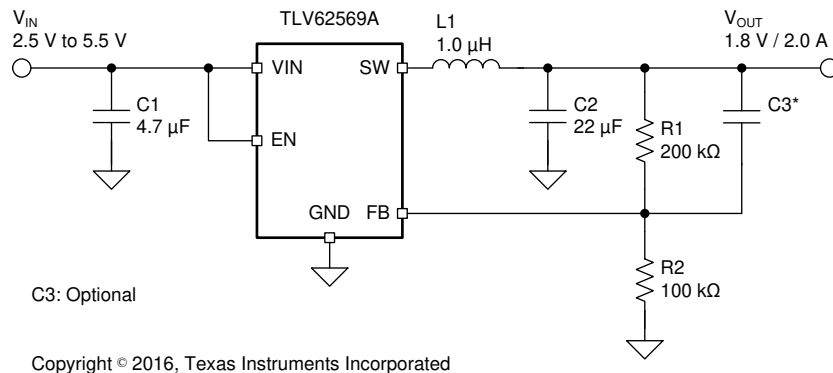 TLV62569A
V_IN
2.5 V to 5.5 V
L1
1.0 µH
V_OUT
1.8 V / 2.0 A
VIN
SW
C1
4.7 µF
EN
C2
22 µF
R1
200 kΩ
C3*
GND
FB
R2
100 kΩ
C3: Optional
Copyright © 2016, Texas Instruments Incorporated